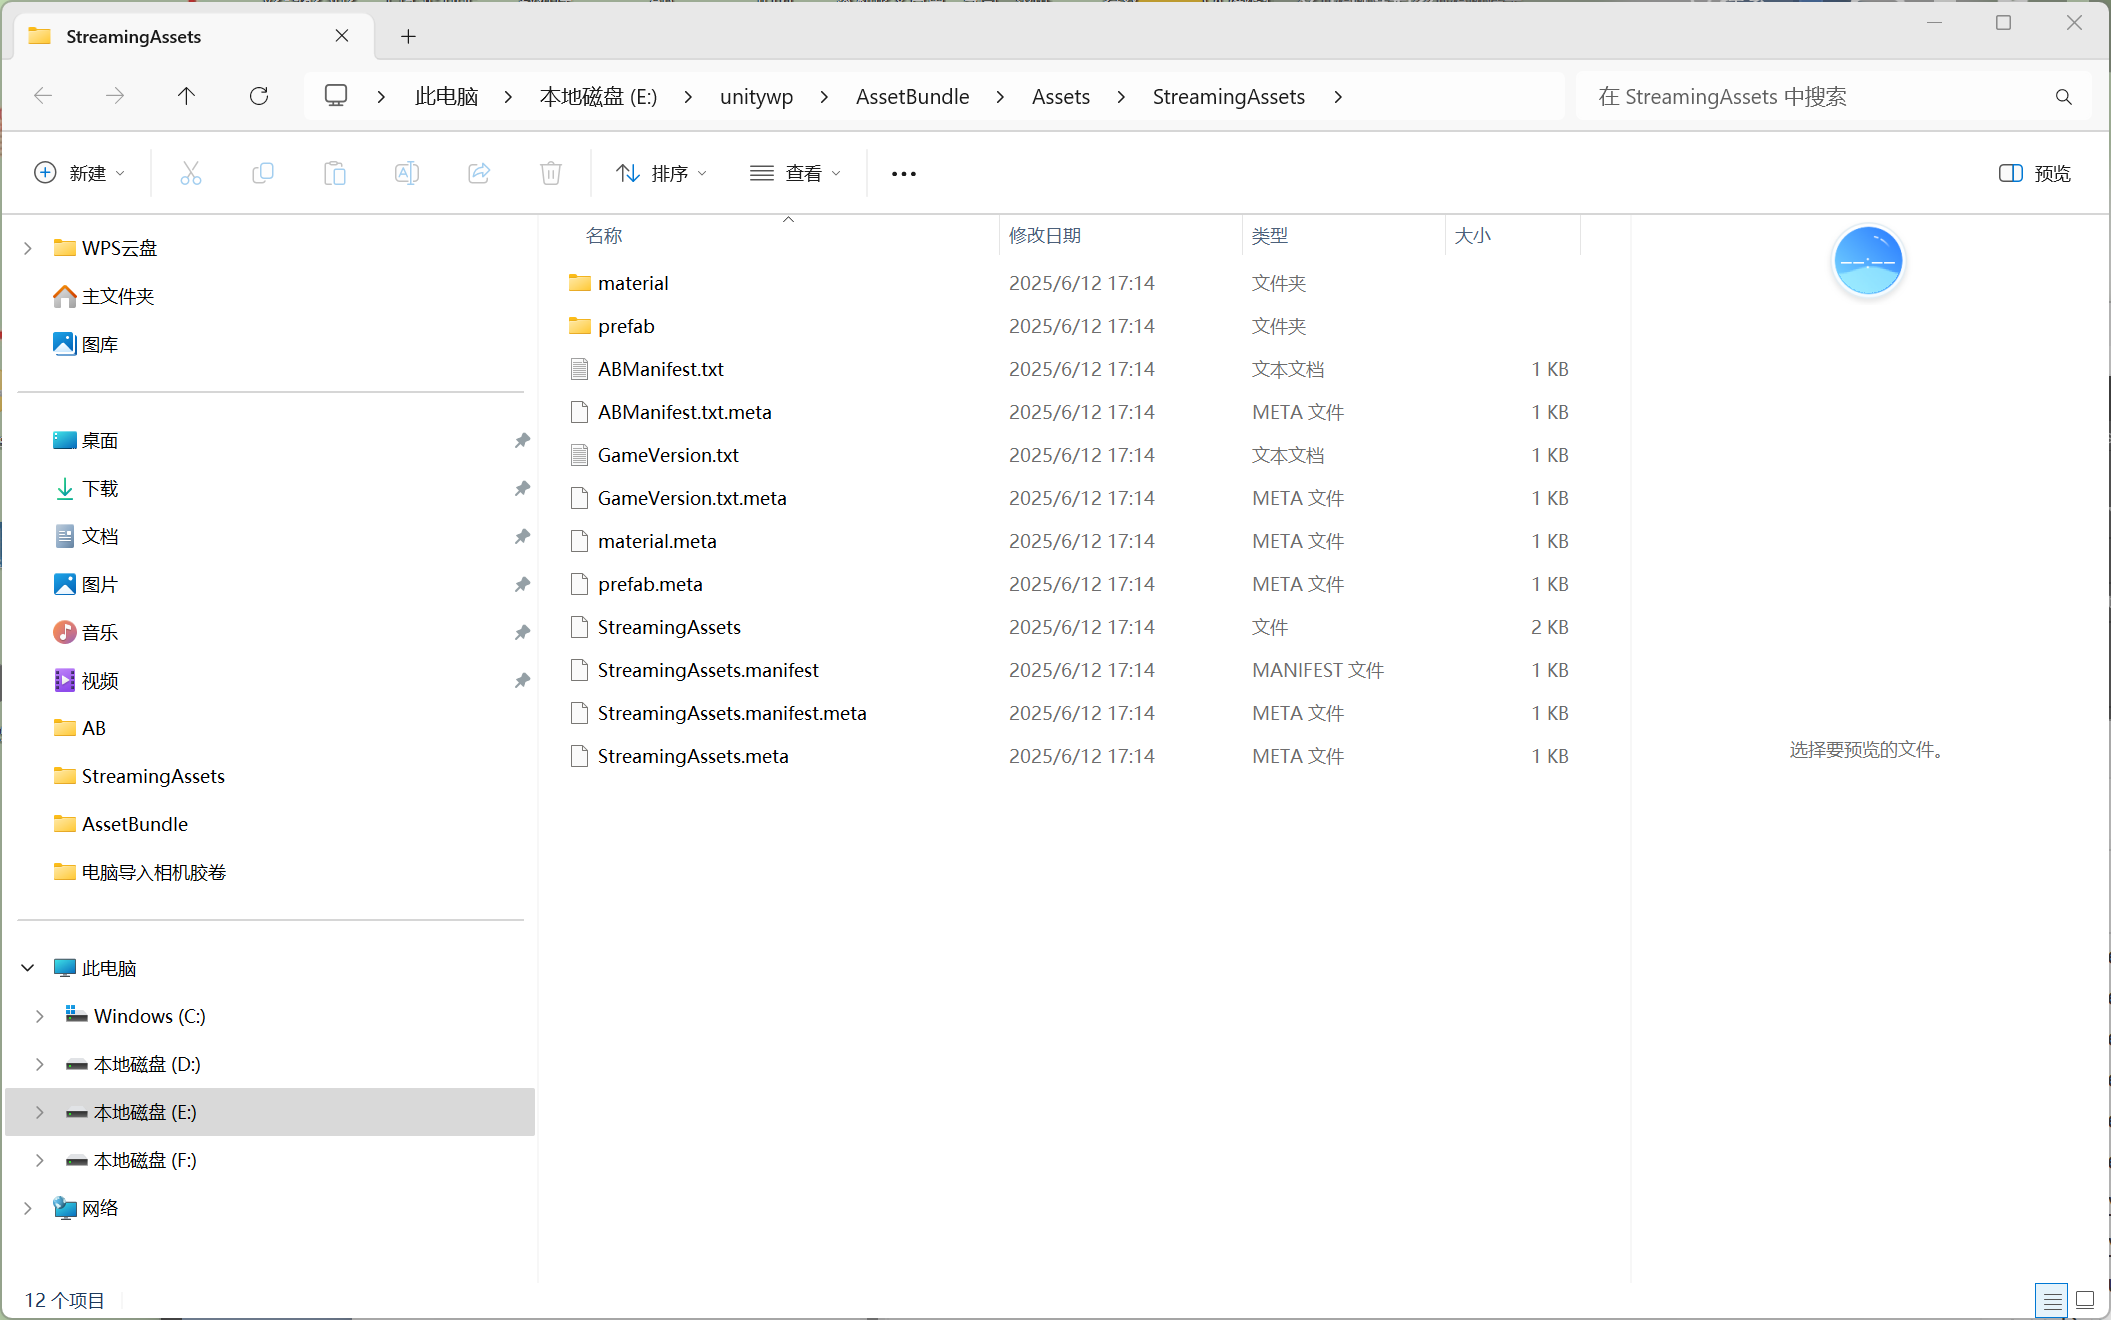 StreamingAssets
此电脑 本地磁盘 (E:) unitywp AssetBundle Assets StreamingAssets
在 StreamingAssets 中搜索
新建 排序 查看 ••• 预览
WPS云盘
主文件夹
图库
桌面
下载
文档
图片
音乐
视频
AB
StreamingAssets
AssetBundle
电脑导入相机胶卷
此电脑
Windows (C:)
本地磁盘 (D:)
本地磁盘 (E:)
本地磁盘 (F:)
网络
名称 修改日期 类型 大小
material 2025/6/12 17:14 文件夹
prefab 2025/6/12 17:14 文件夹
ABManifest.txt 2025/6/12 17:14 文本文档 1 KB
ABManifest.txt.meta 2025/6/12 17:14 META 文件 1 KB
GameVersion.txt 2025/6/12 17:14 文本文档 1 KB
GameVersion.txt.meta 2025/6/12 17:14 META 文件 1 KB
material.meta 2025/6/12 17:14 META 文件 1 KB
prefab.meta 2025/6/12 17:14 META 文件 1 KB
StreamingAssets 2025/6/12 17:14 文件 2 KB
StreamingAssets.manifest 2025/6/12 17:14 MANIFEST 文件 1 KB
StreamingAssets.manifest.meta 2025/6/12 17:14 META 文件 1 KB
StreamingAssets.meta 2025/6/12 17:14 META 文件 1 KB
--:--
选择要预览的文件。
12 个项目